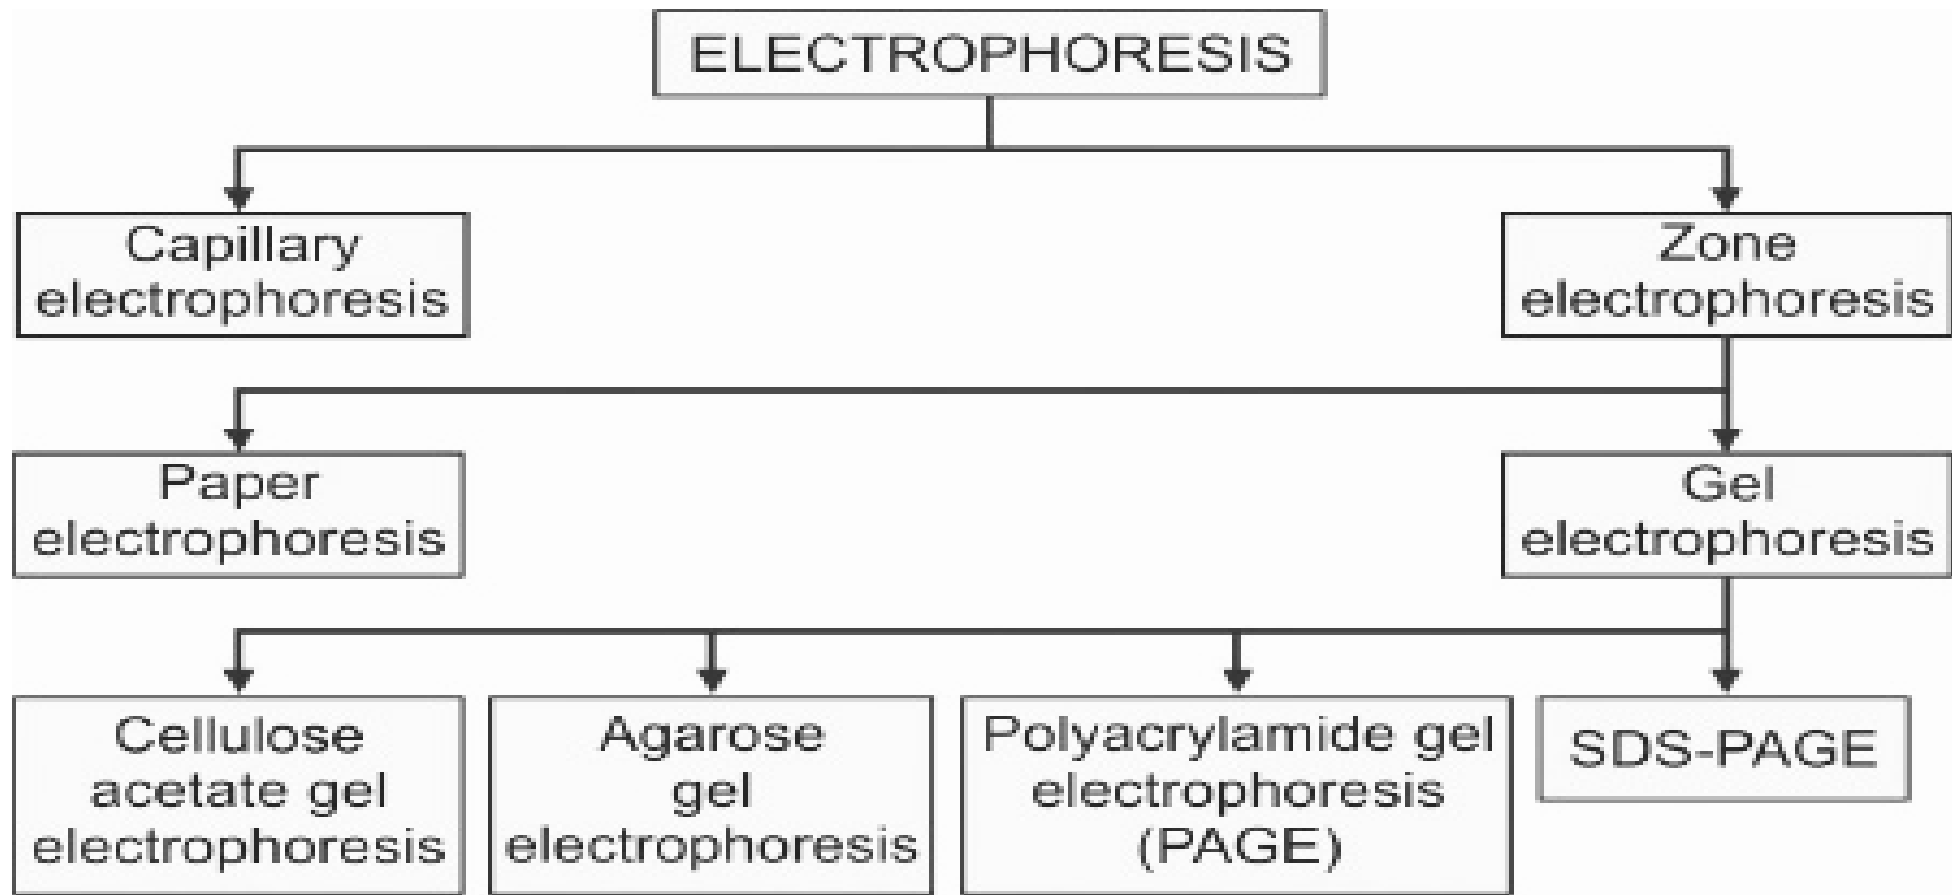 ELECTROPHORESIS
Capillary
electrophoresis
Zone
electrophoresis
Paper
electrophoresis
Gel
electrophoresis
Cellulose
acetate gel
electrophoresis
Agarose
gel
electrophoresis
Polyacrylamide gel
electrophoresis
(PAGE)
SDS-PAGE